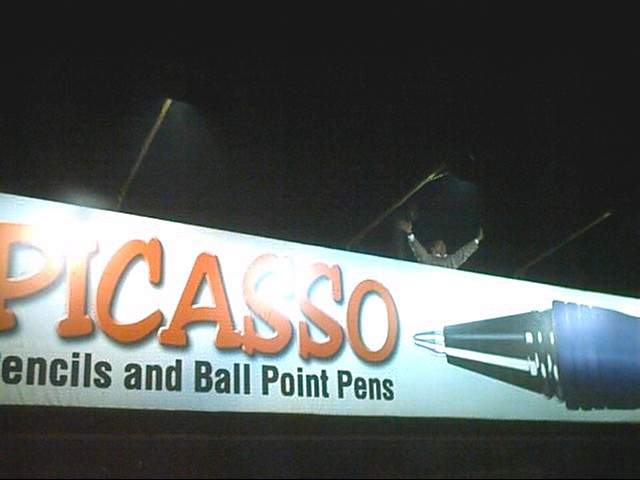 PICASSO
encils and Ball Point Pens